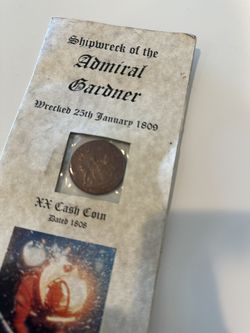 Shipwreck of the
Admiral
Gardner
Wrecked 25th January 1809
XX Cash Coin
Dated 1808